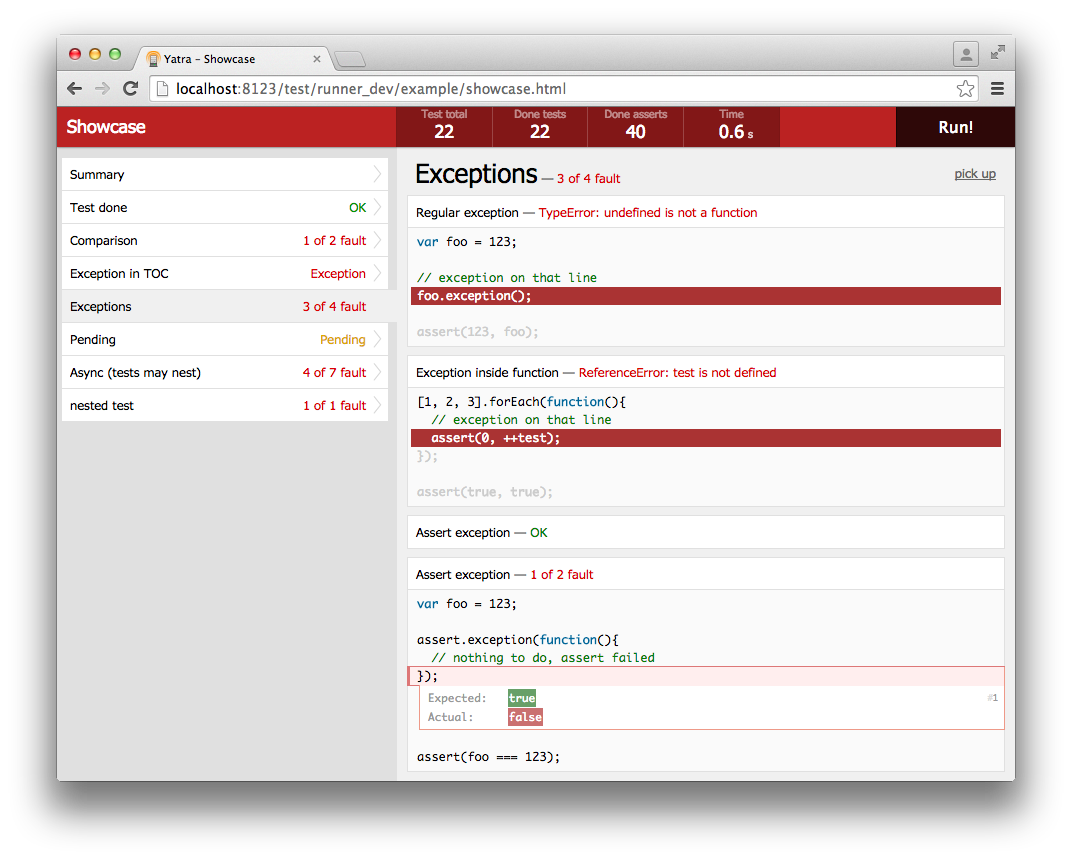 Yatra – Showcase
localhost:8123/test/runner_dev/example/showcase.html
Showcase
Test total
22
Done tests
22
Done asserts
40
Time
0.6 s
Run!
Summary
Test done OK
Comparison 1 of 2 fault
Exception in TOC Exception
Exceptions 3 of 4 fault
Pending Pending
Async (tests may nest) 4 of 7 fault
nested test 1 of 1 fault
Exceptions — 3 of 4 fault
pick up
Regular exception — TypeError: undefined is not a function
var foo = 123;
// exception on that line
foo.exception();
assert(123, foo);
Exception inside function — ReferenceError: test is not defined
[1, 2, 3].forEach(function(){
// exception on that line
assert(0, ++test);
});
assert(true, true);
Assert exception — OK
Assert exception — 1 of 2 fault
var foo = 123;
assert.exception(function(){
// nothing to do, assert failed
});
Expected: true #1
Actual: false
assert(foo === 123);